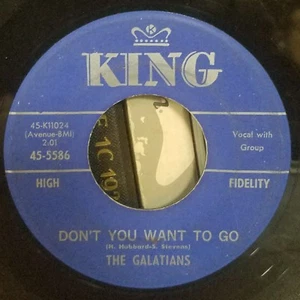 K
KING
45-K11024
(Avenue-BMI)
2.01
45-5586
Vocal with
Group
HIGH
FIDELITY
DON'T YOU WANT TO GO
(H. Hubbard-S. Stevens)
THE GALATIANS